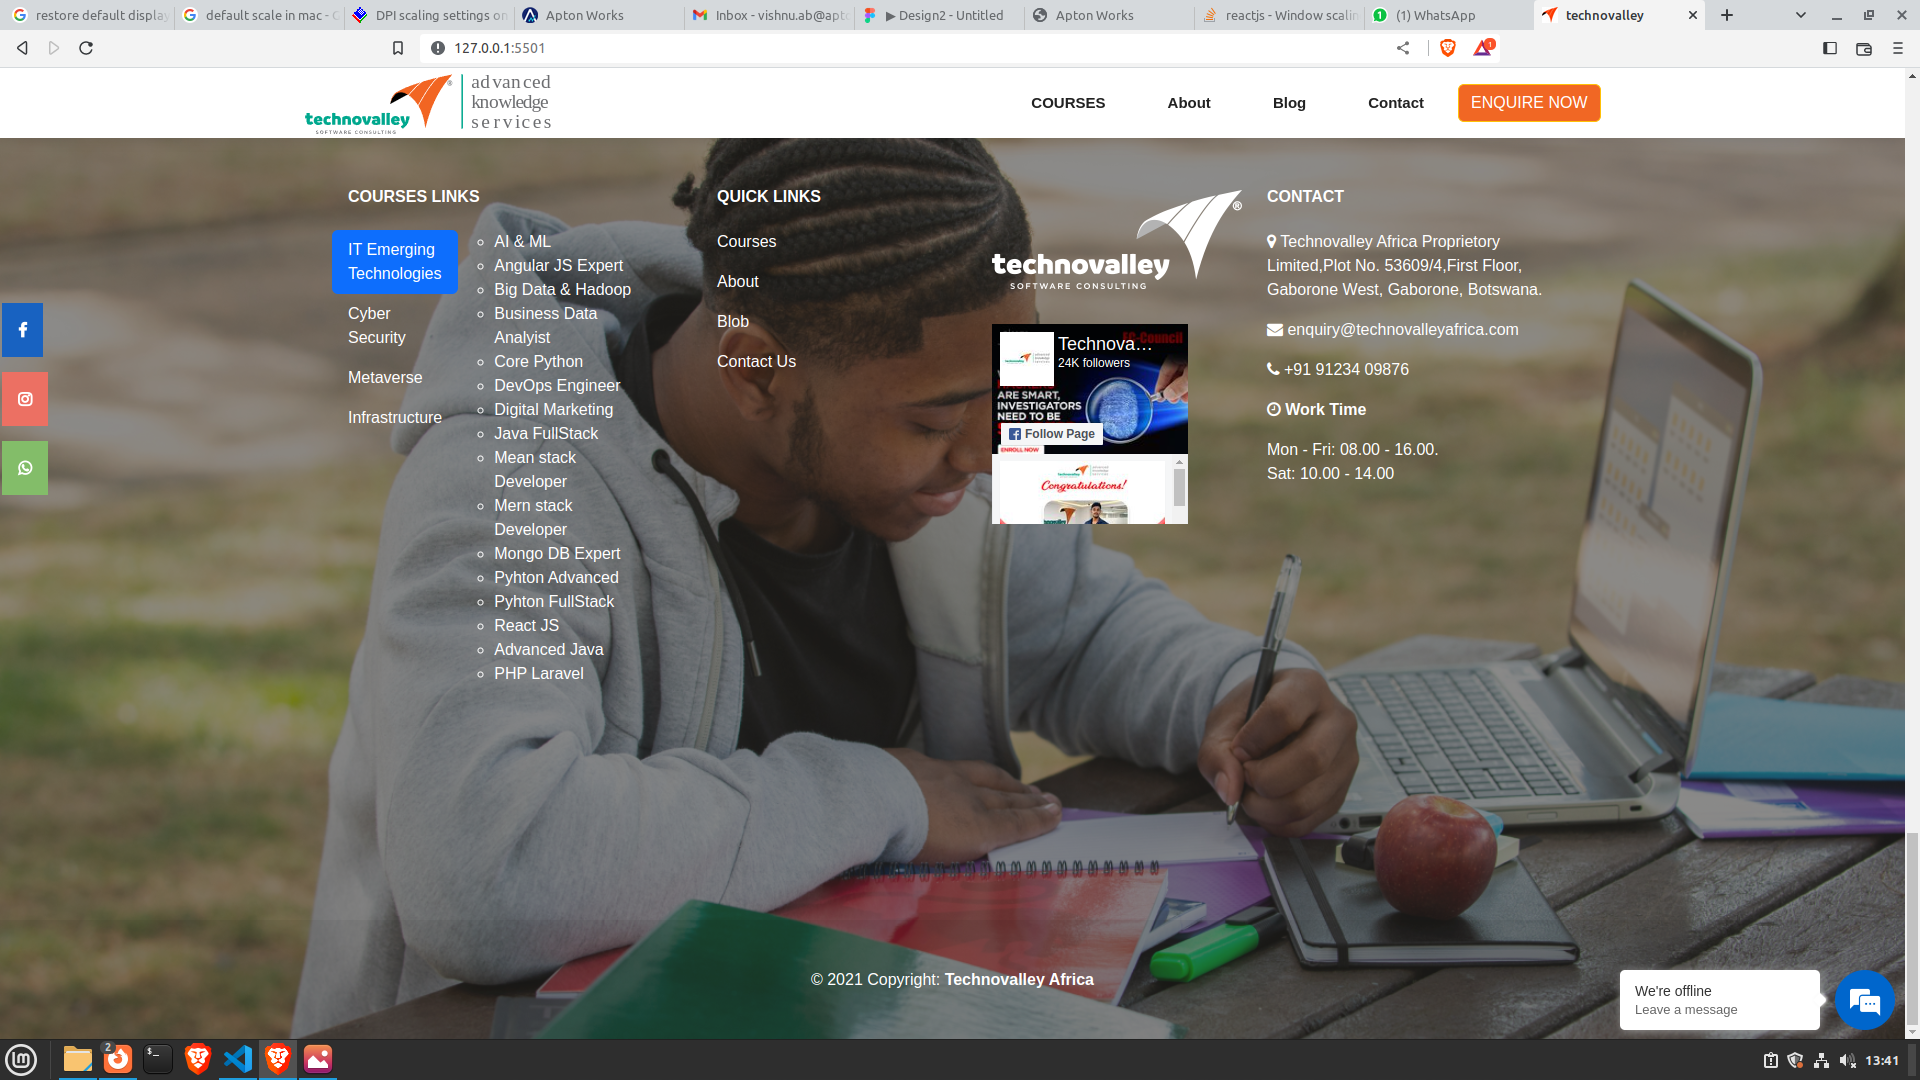 restore default display
default scale in mac - G
DPI scaling settings on
Apton Works
Inbox - vishnu.ab@apto
▶ Design2 - Untitled
Apton Works
reactjs - Window scalin
(1) WhatsApp
technovalley
127.0.0.1:5501
1
technovalley®
SOFTWARE CONSULTING
advanced
knowledge
services
COURSES
About
Blog
Contact
ENQUIRE NOW
COURSES LINKS
IT Emerging
Technologies
Cyber
Security
Metaverse
Infrastructure
AI & ML
Angular JS Expert
Big Data & Hadoop
Business Data
Analyist
Core Python
DevOps Engineer
Digital Marketing
Java FullStack
Mean stack
Developer
Mern stack
Developer
Mongo DB Expert
Pyhton Advanced
Pyhton FullStack
React JS
Advanced Java
PHP Laravel
QUICK LINKS
Courses
About
Blob
Contact Us
technovalley®
SOFTWARE CONSULTING
Technova…
24K followers
EC-Council
ARE SMART,
INVESTIGATORS
NEED TO BE
Follow Page
ENROLL NOW
Congratulations!
CONTACT
Technovalley Africa Proprietory
Limited,Plot No. 53609/4,First Floor,
Gaborone West, Gaborone, Botswana.
enquiry@technovalleyafrica.com
+91 91234 09876
Work Time
Mon - Fri: 08.00 - 16.00.
Sat: 10.00 - 14.00
© 2021 Copyright: Technovalley Africa
We're offline
Leave a message
2
13:41